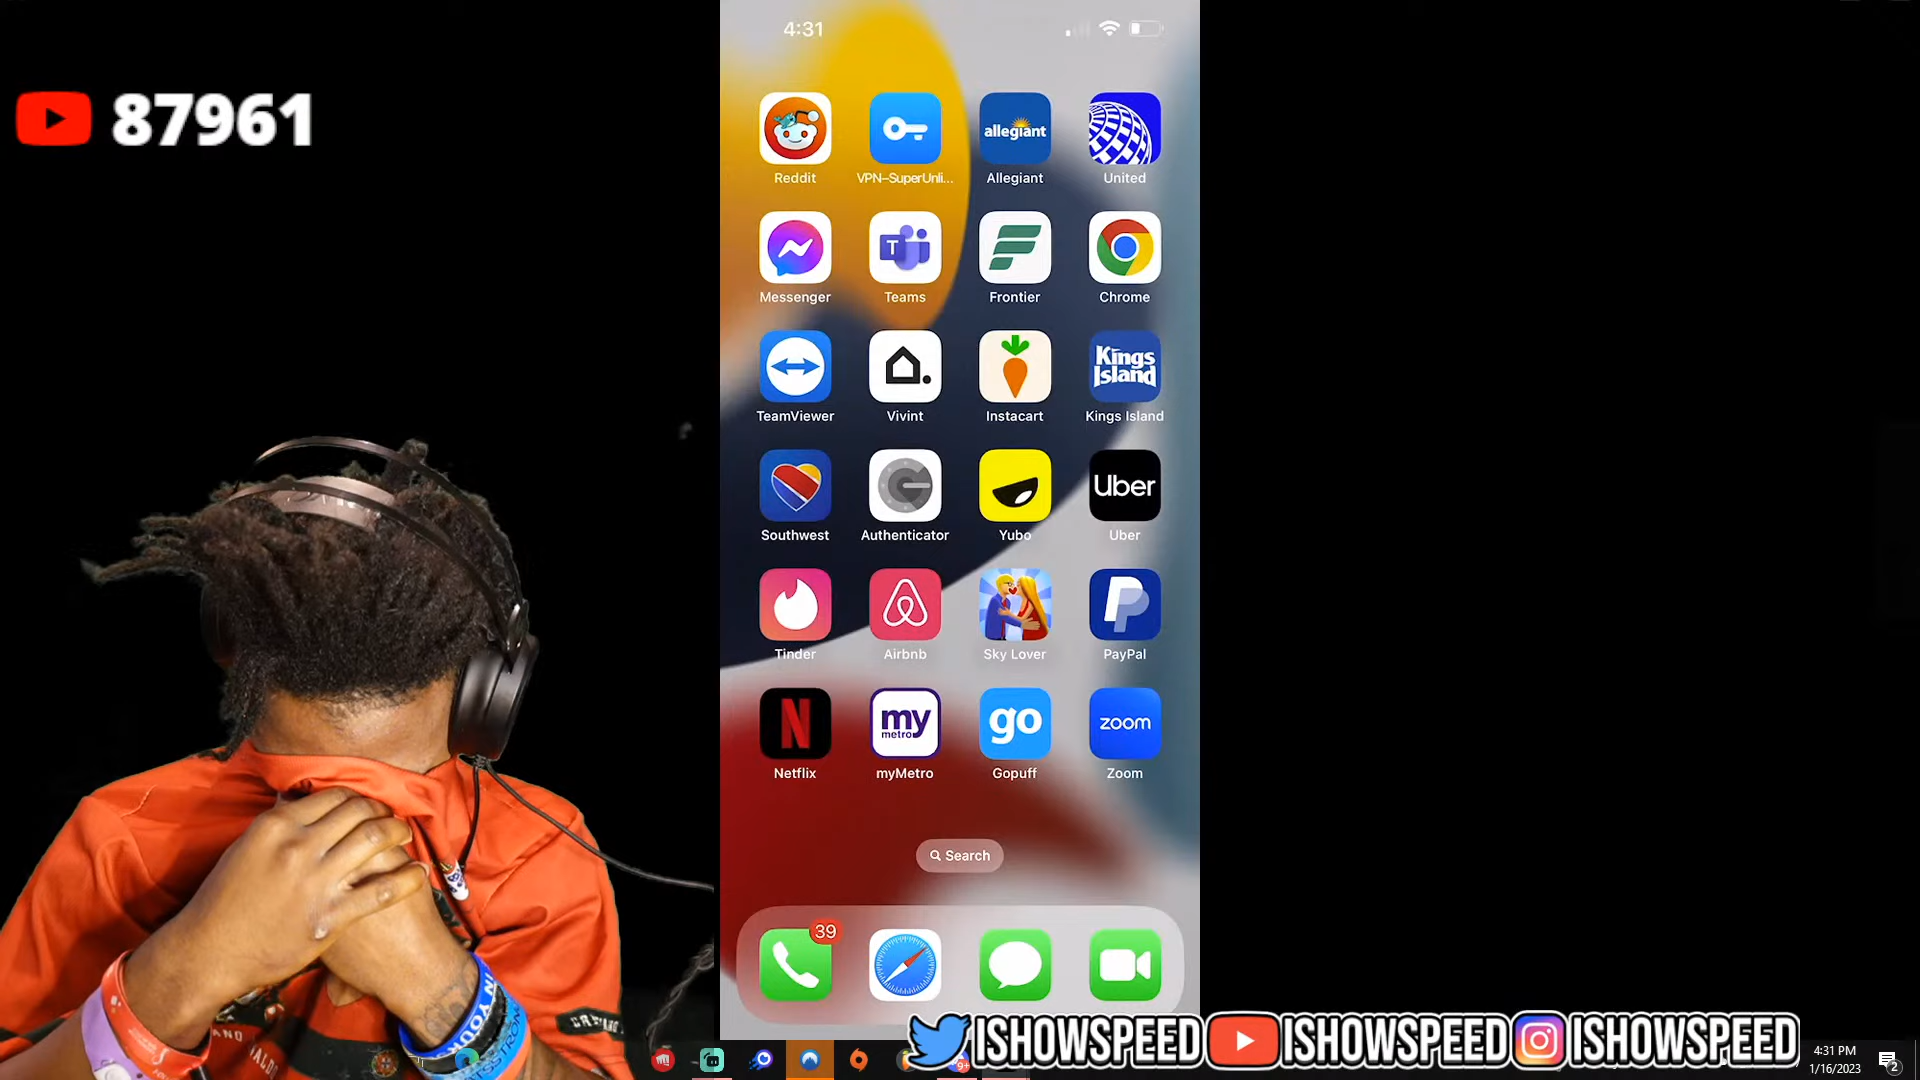 4:31
87961
allegiant
Reddit VPN–SuperUnli... Allegiant United
T
Messenger Teams Frontier Chrome
Kings Island
TeamViewer Vivint Instacart Kings Island
Uber
Southwest Authenticator Yubo Uber
Tinder Airbnb Sky Lover PayPal
N my metro go zoom
Netflix myMetro Gopuff Zoom
Search
39
ISHOWSPEED ISHOWSPEED ISHOWSPEED
9+
4:31 PM
1/16/2023
2